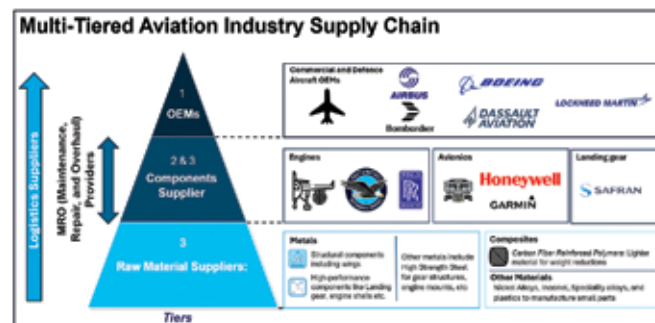 Multi-Tiered Aviation Industry Supply Chain
Logistics Suppliers
MRO (Maintenance,
Repair, and Overhaul)
Providers
1
OEMs
2 & 3
Components
Supplier
3
Raw Material Suppliers:
Tiers
Commercial and Defence
Aircraft OEMs
AIRBUS
BOEING
LOCKHEED MARTIN
Bombardier
DASSAULT
AVIATION
Engines
Avionics
Honeywell
GARMIN
Landing gear
SAFRAN
Metals
Structural components
including wings
High-performance
components like Landing
gear, engine shells etc.
Other metals include
High Strength Steel
for gear structures,
engine mounts, etc
Composites
Carbon Fiber Reinforced Polymers: Lighter
material for weight reductions
Other Materials
Nickel Alloys, Inconel, Speciality alloys, and
plastics to manufacture small parts